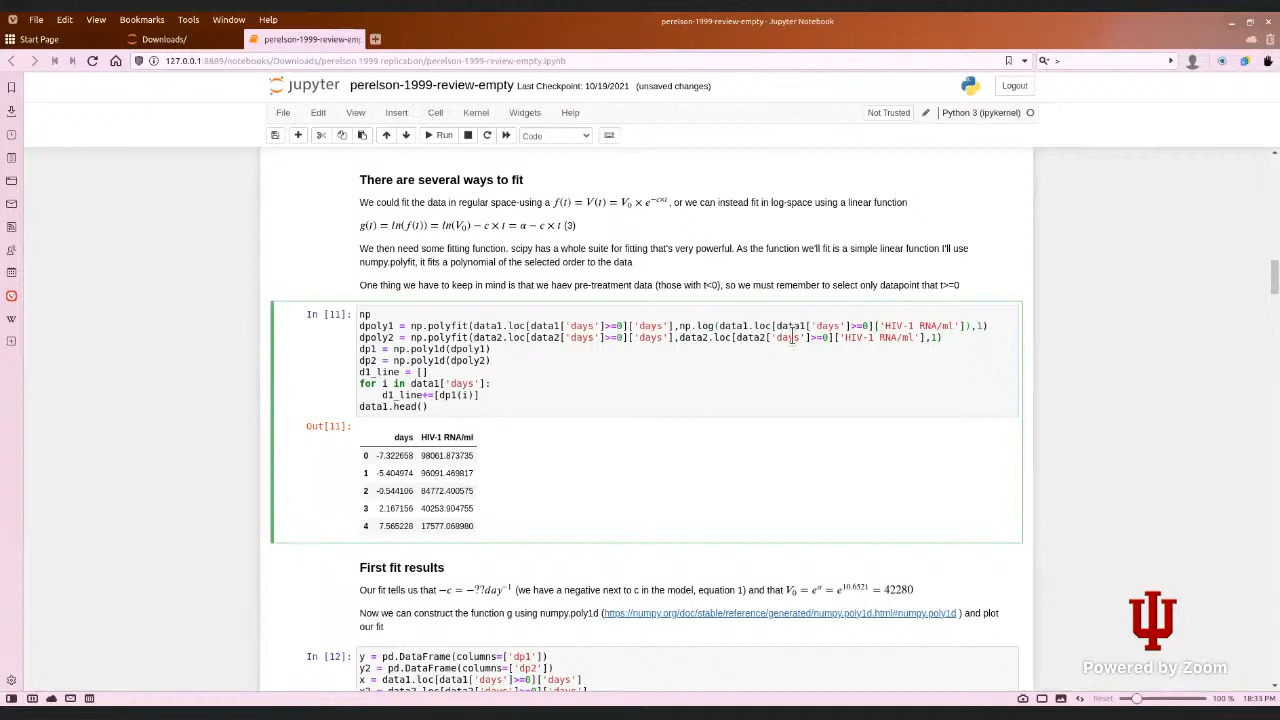 File Edit View Bookmarks Tools Window Help
perelson-1999-review-empty - Jupyter Notebook
Start Page
Downloads/
perelson-1999-review-em
127.0.0.1:8889/notebooks/Downloads/perelson 1999 replication/perelson-1999-review-empty.ipynb
jupyter perelson-1999-review-empty Last Checkpoint: 10/19/2021 (unsaved changes)
Logout
File Edit View Insert Cell Kernel Widgets Help
Not Trusted
Python 3 (ipykernel)
Run
Code
There are several ways to fit
We could fit the data in regular space-using a f(t) = V(t) = V₀ × e^{−c×t}, or we can instead fit in log-space using a linear function
g(t) = ln(f(t)) = ln(V₀) − c × t = α − c × t (3)
We then need some fitting function. scipy has a whole suite for fitting that's very powerful. As the function we'll fit is a simple linear function I'll use
numpy.polyfit, it fits a polynomial of the selected order to the data
One thing we have to keep in mind is that we haev pre-treatment data (those with t<0), so we must remember to select only datapoint that t>=0
In [11]:
np
dpoly1 = np.polyfit(data1.loc[data1['days']>=0]['days'],np.log(data1.loc[data1['days']>=0]['HIV-1 RNA/ml']),1)
dpoly2 = np.polyfit(data2.loc[data2['days']>=0]['days'],data2.loc[data2['days']>=0]['HIV-1 RNA/ml'],1)
dp1 = np.poly1d(dpoly1)
dp2 = np.poly1d(dpoly2)
d1_line = []
for i in data1['days']:
d1_line+=[dp1(i)]
data1.head()
Out[11]:
days HIV-1 RNA/ml
0 -7.322658 98061.873735
1 -5.404974 96091.469817
2 -0.544106 84772.400575
3 2.167156 40253.904755
4 7.565228 17577.068980
First fit results
Our fit tells us that −c = −??day⁻¹ (we have a negative next to c in the model, equation 1) and that V₀ = e^α = e^{10.6521} = 42280
Now we can construct the function g using numpy.poly1d (https://numpy.org/doc/stable/reference/generated/numpy.poly1d.html#numpy.poly1d ) and plot
our fit
In [12]:
y = pd.DataFrame(columns=['dp1'])
y2 = pd.DataFrame(columns=['dp2'])
x = data1.loc[data1['days']>=0]['days']
Powered by Zoom
Reset
100 %
18:33 PM